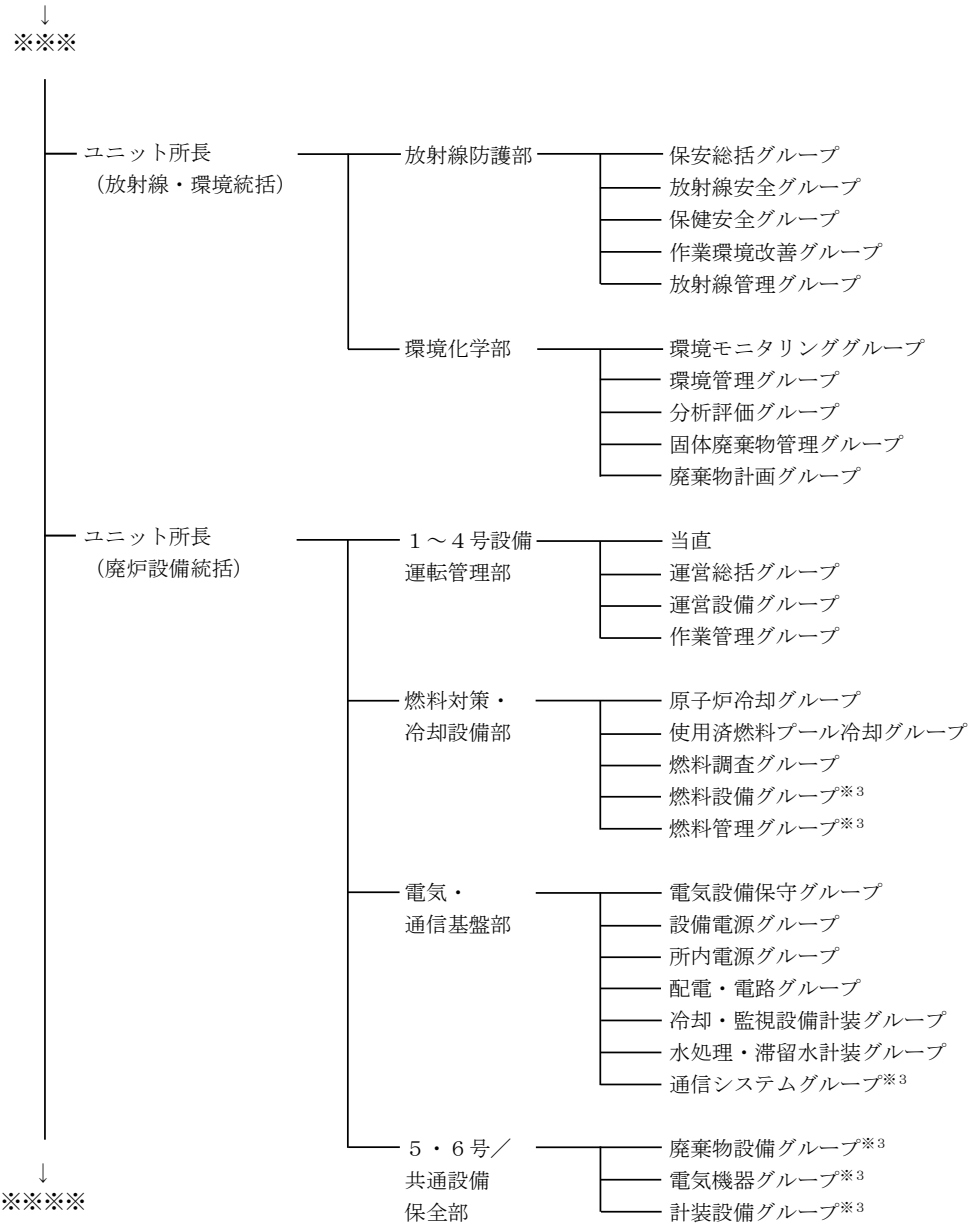 ↓
※※※
ユニット所長
(放射線・環境統括)
放射線防護部
保安総括グループ
放射線安全グループ
保健安全グループ
作業環境改善グループ
放射線管理グループ
環境化学部
環境モニタリンググループ
環境管理グループ
分析評価グループ
固体廃棄物管理グループ
廃棄物計画グループ
ユニット所長
(廃炉設備統括)
1~4号設備
運転管理部
当直
運営総括グループ
運営設備グループ
作業管理グループ
燃料対策・
冷却設備部
原子炉冷却グループ
使用済燃料プール冷却グループ
燃料調査グループ
燃料設備グループ※3
燃料管理グループ※3
電気・
通信基盤部
電気設備保守グループ
設備電源グループ
所内電源グループ
配電・電路グループ
冷却・監視設備計装グループ
水処理・滞留水計装グループ
通信システムグループ※3
5・6号/
共通設備
保全部
廃棄物設備グループ※3
電気機器グループ※3
計装設備グループ※3
↓
※※※※